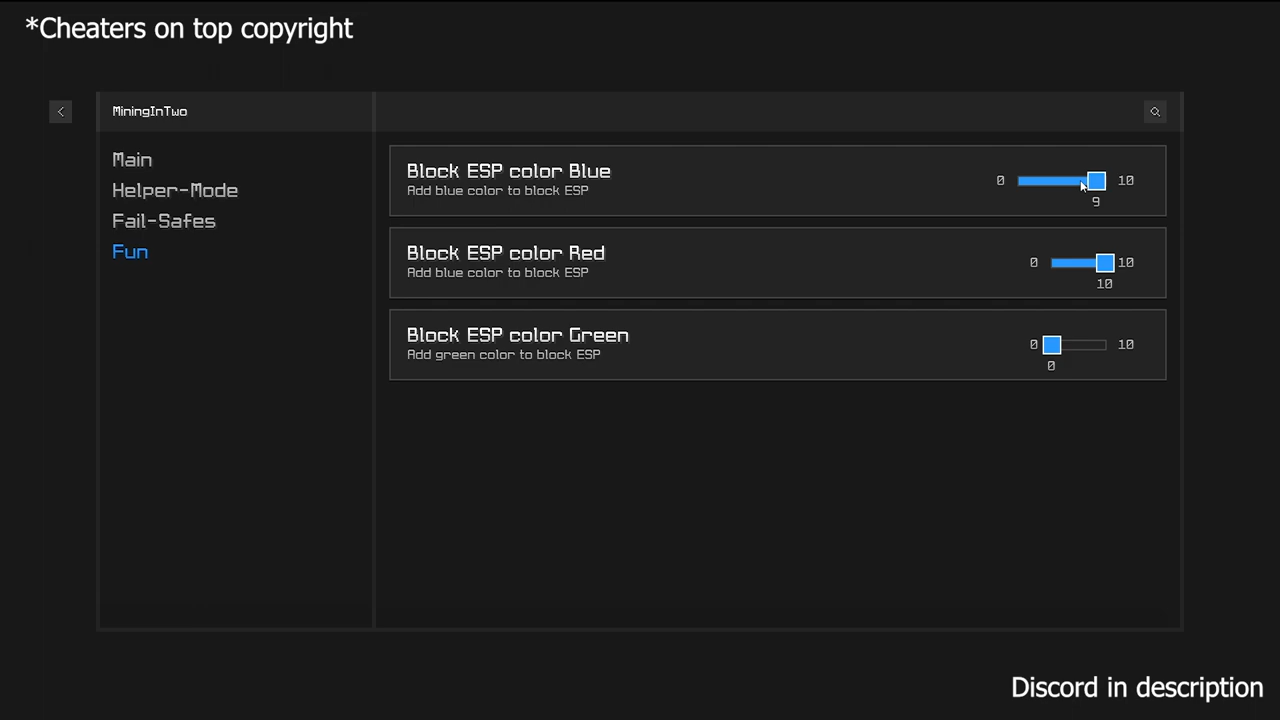 *Cheaters on top copyright
<
MiningInTwo
Main
Helper-Mode
Fail-Safes
Fun
Block ESP color Blue
Add blue color to block ESP
0 10
9
Block ESP color Red
Add blue color to block ESP
0 10
10
Block ESP color Green
Add green color to block ESP
0 10
0
Discord in description